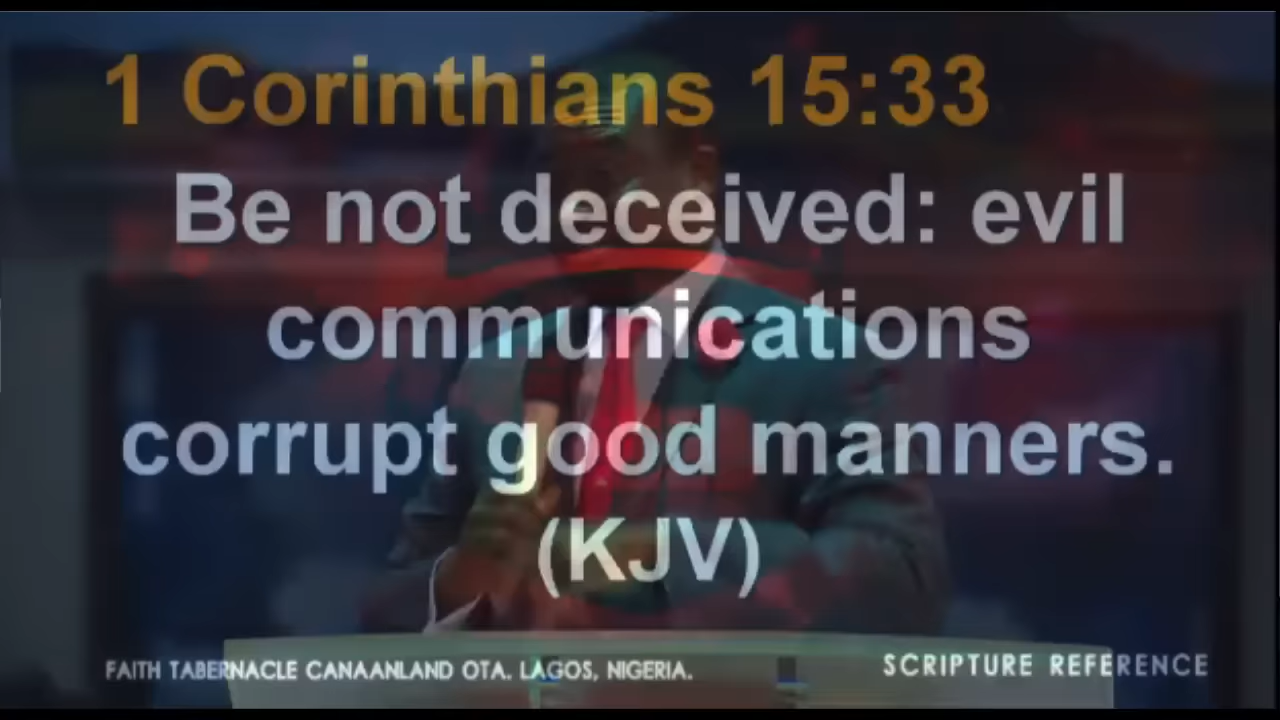 1 Corinthians 15:33
Be not deceived: evil
communications
corrupt good manners.
(KJV)
FAITH TABERNACLE CANAANLAND OTA. LAGOS, NIGERIA.
SCRIPTURE REFERENCE